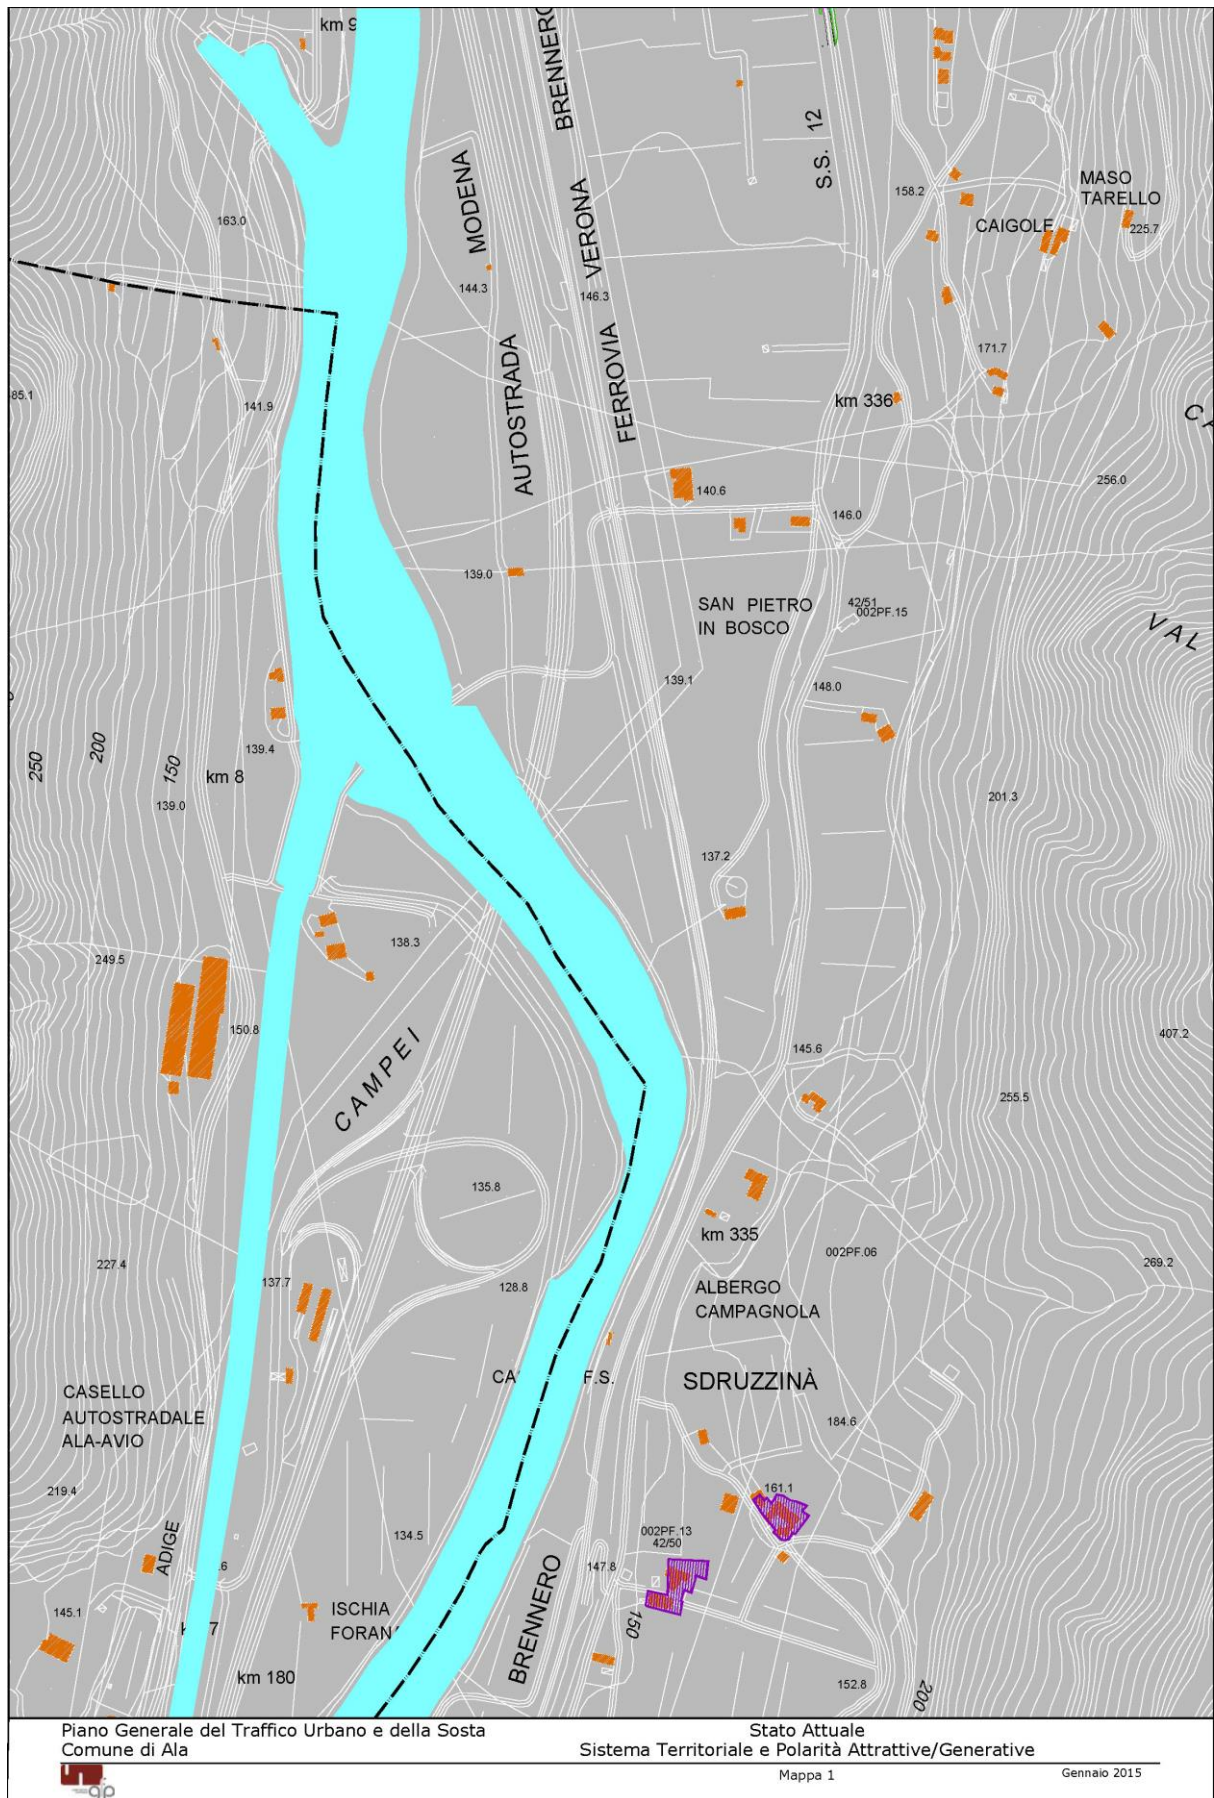 km 9
BRENNERO
S.S. 12
MODENA
VERONA
163.0
158.2
MASO
TARELLO
CAIGOLE
225.7
144.3
146.3
AUTOSTRADA
FERROVIA
171.7
85.1
141.9
km 336
256.0
140.6
146.0
139.0
SAN PIETRO
IN BOSCO
42/51
002PF.15
VAL
139.1
148.0
250
200
150
139.4
km 8
139.0
201.3
137.2
138.3
249.5
150.8
407.2
145.6
CAMPEI
255.5
135.8
km 335
002PF.06
227.4
137.7
128.8
269.2
ALBERGO
CAMPAGNOLA
CA
F.S.
SDRUZZINÀ
CASELLO
AUTOSTRADALE
ALA-AVIO
184.6
219.4
161.1
134.5
002PF.13
42/50
ADIGE
.6
147.8
BRENNERO
145.1
ISCHIA
FORAN
150
7
km 180
152.8
200
Piano Generale del Traffico Urbano e della Sosta
Stato Attuale
Comune di Ala
Sistema Territoriale e Polarità Attrattive/Generative
Mappa 1
Gennaio 2015